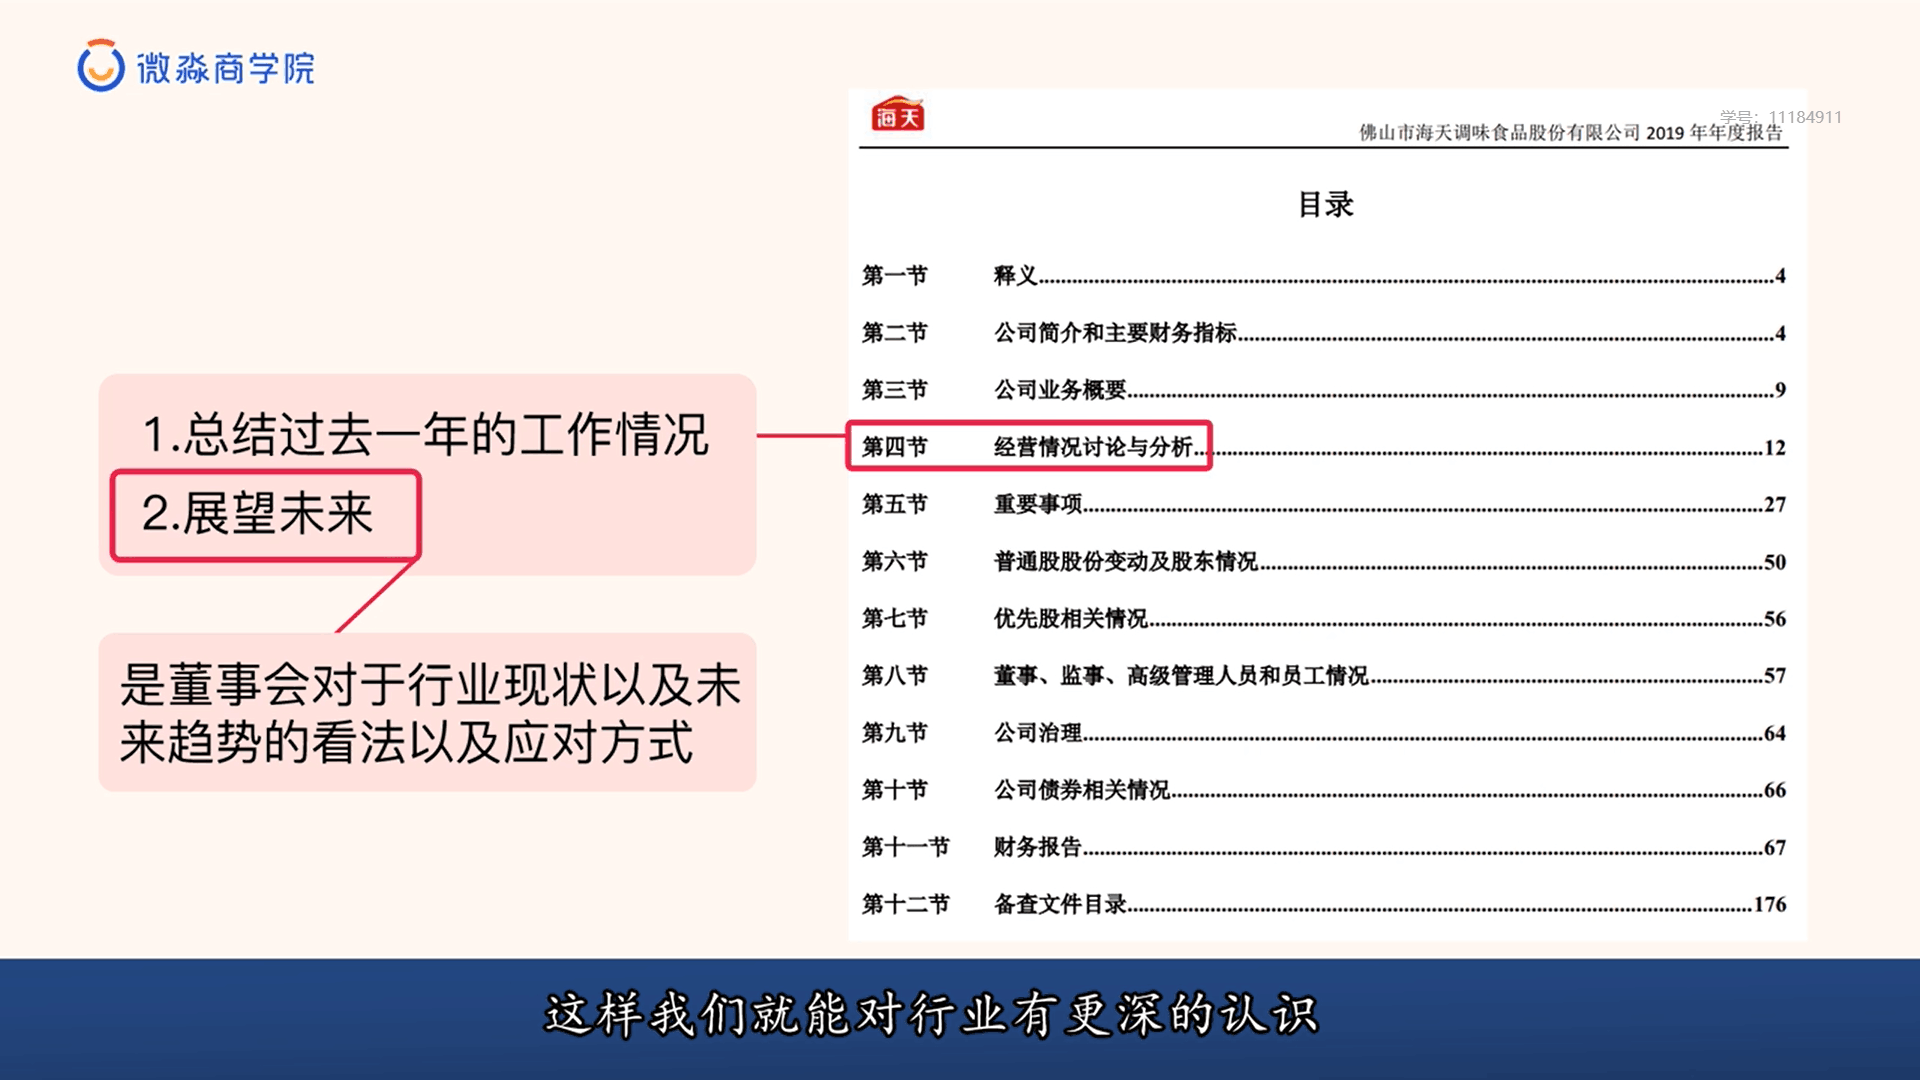 微淼商学院
海天
学号：11184911
佛山市海天调味食品股份有限公司 2019 年年度报告
目录
第一节 释义 4
第二节 公司简介和主要财务指标 4
第三节 公司业务概要 9
第四节 经营情况讨论与分析 12
第五节 重要事项 27
第六节 普通股股份变动及股东情况 50
第七节 优先股相关情况 56
第八节 董事、监事、高级管理人员和员工情况 57
第九节 公司治理 64
第十节 公司债券相关情况 66
第十一节 财务报告 67
第十二节 备查文件目录 176
1.总结过去一年的工作情况
2.展望未来
是董事会对于行业现状以及未
来趋势的看法以及应对方式
这样我们就能对行业有更深的认识